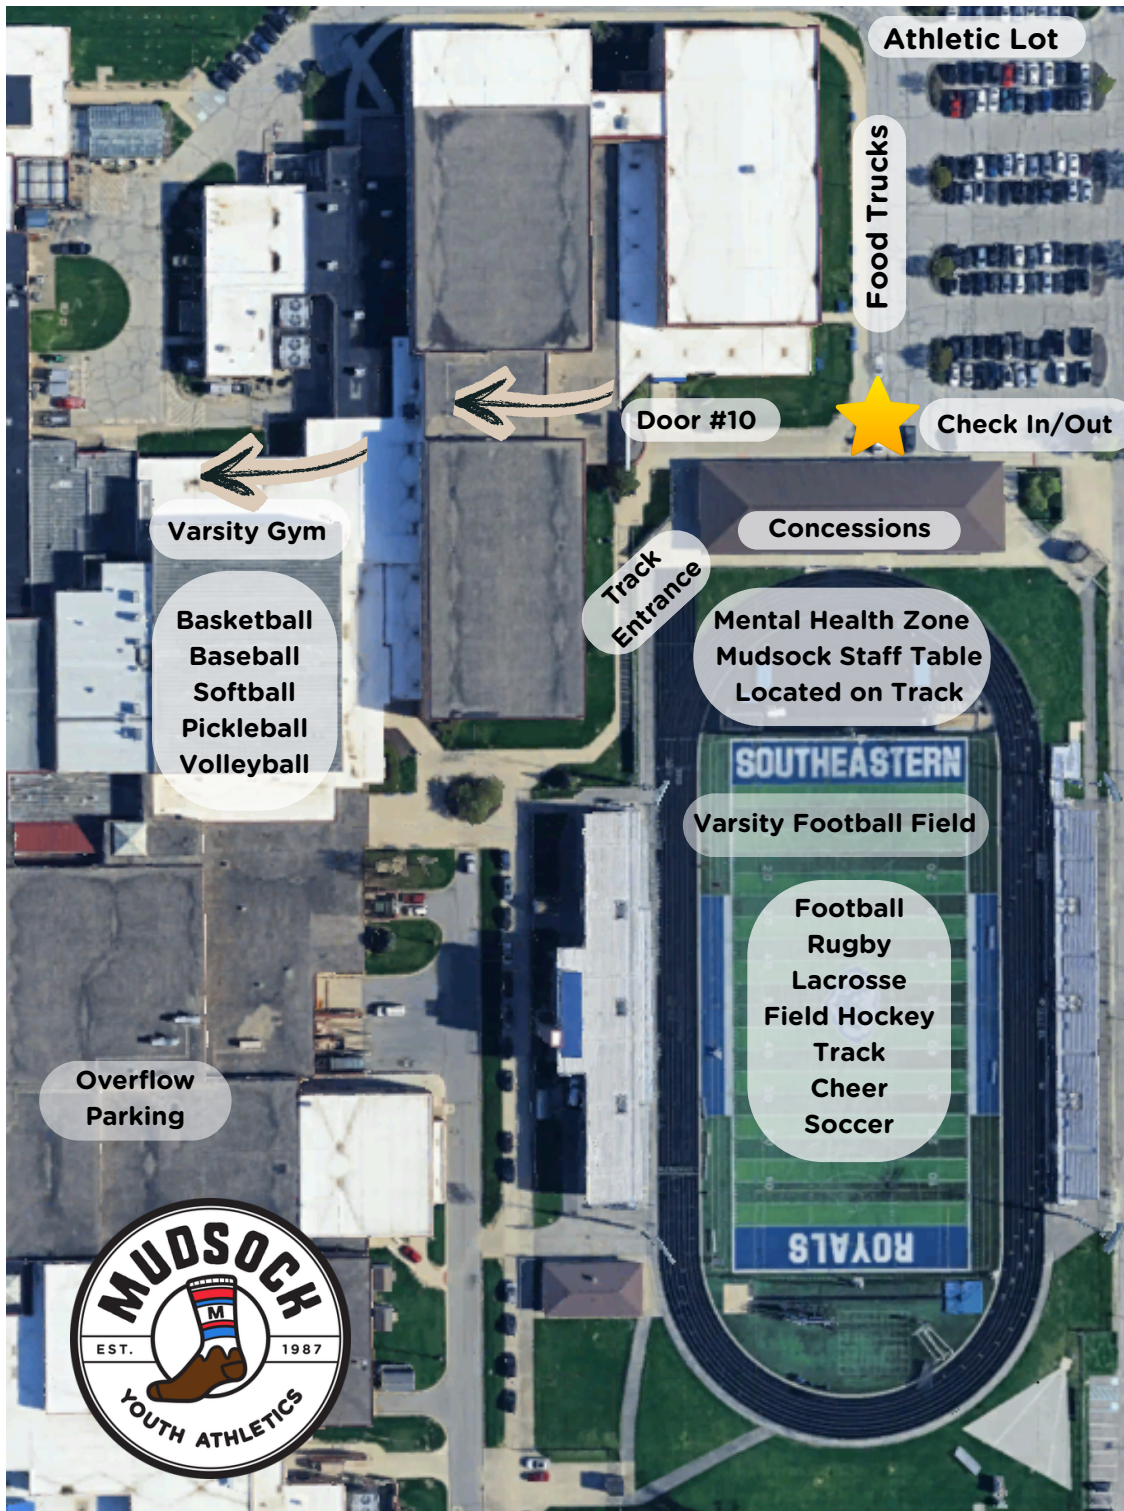 Athletic Lot
Food Trucks
Door #10
Check In/Out
Varsity Gym
Concessions
Track
Entrance
Basketball
Baseball
Softball
Pickleball
Volleyball
Mental Health Zone
Mudsock Staff Table
Located on Track
SOUTHEASTERN
Varsity Football Field
Football
Rugby
Lacrosse
Field Hockey
Track
Cheer
Soccer
Overflow
Parking
ROYALS
MUDSOCK
M
EST. 1987
YOUTH ATHLETICS